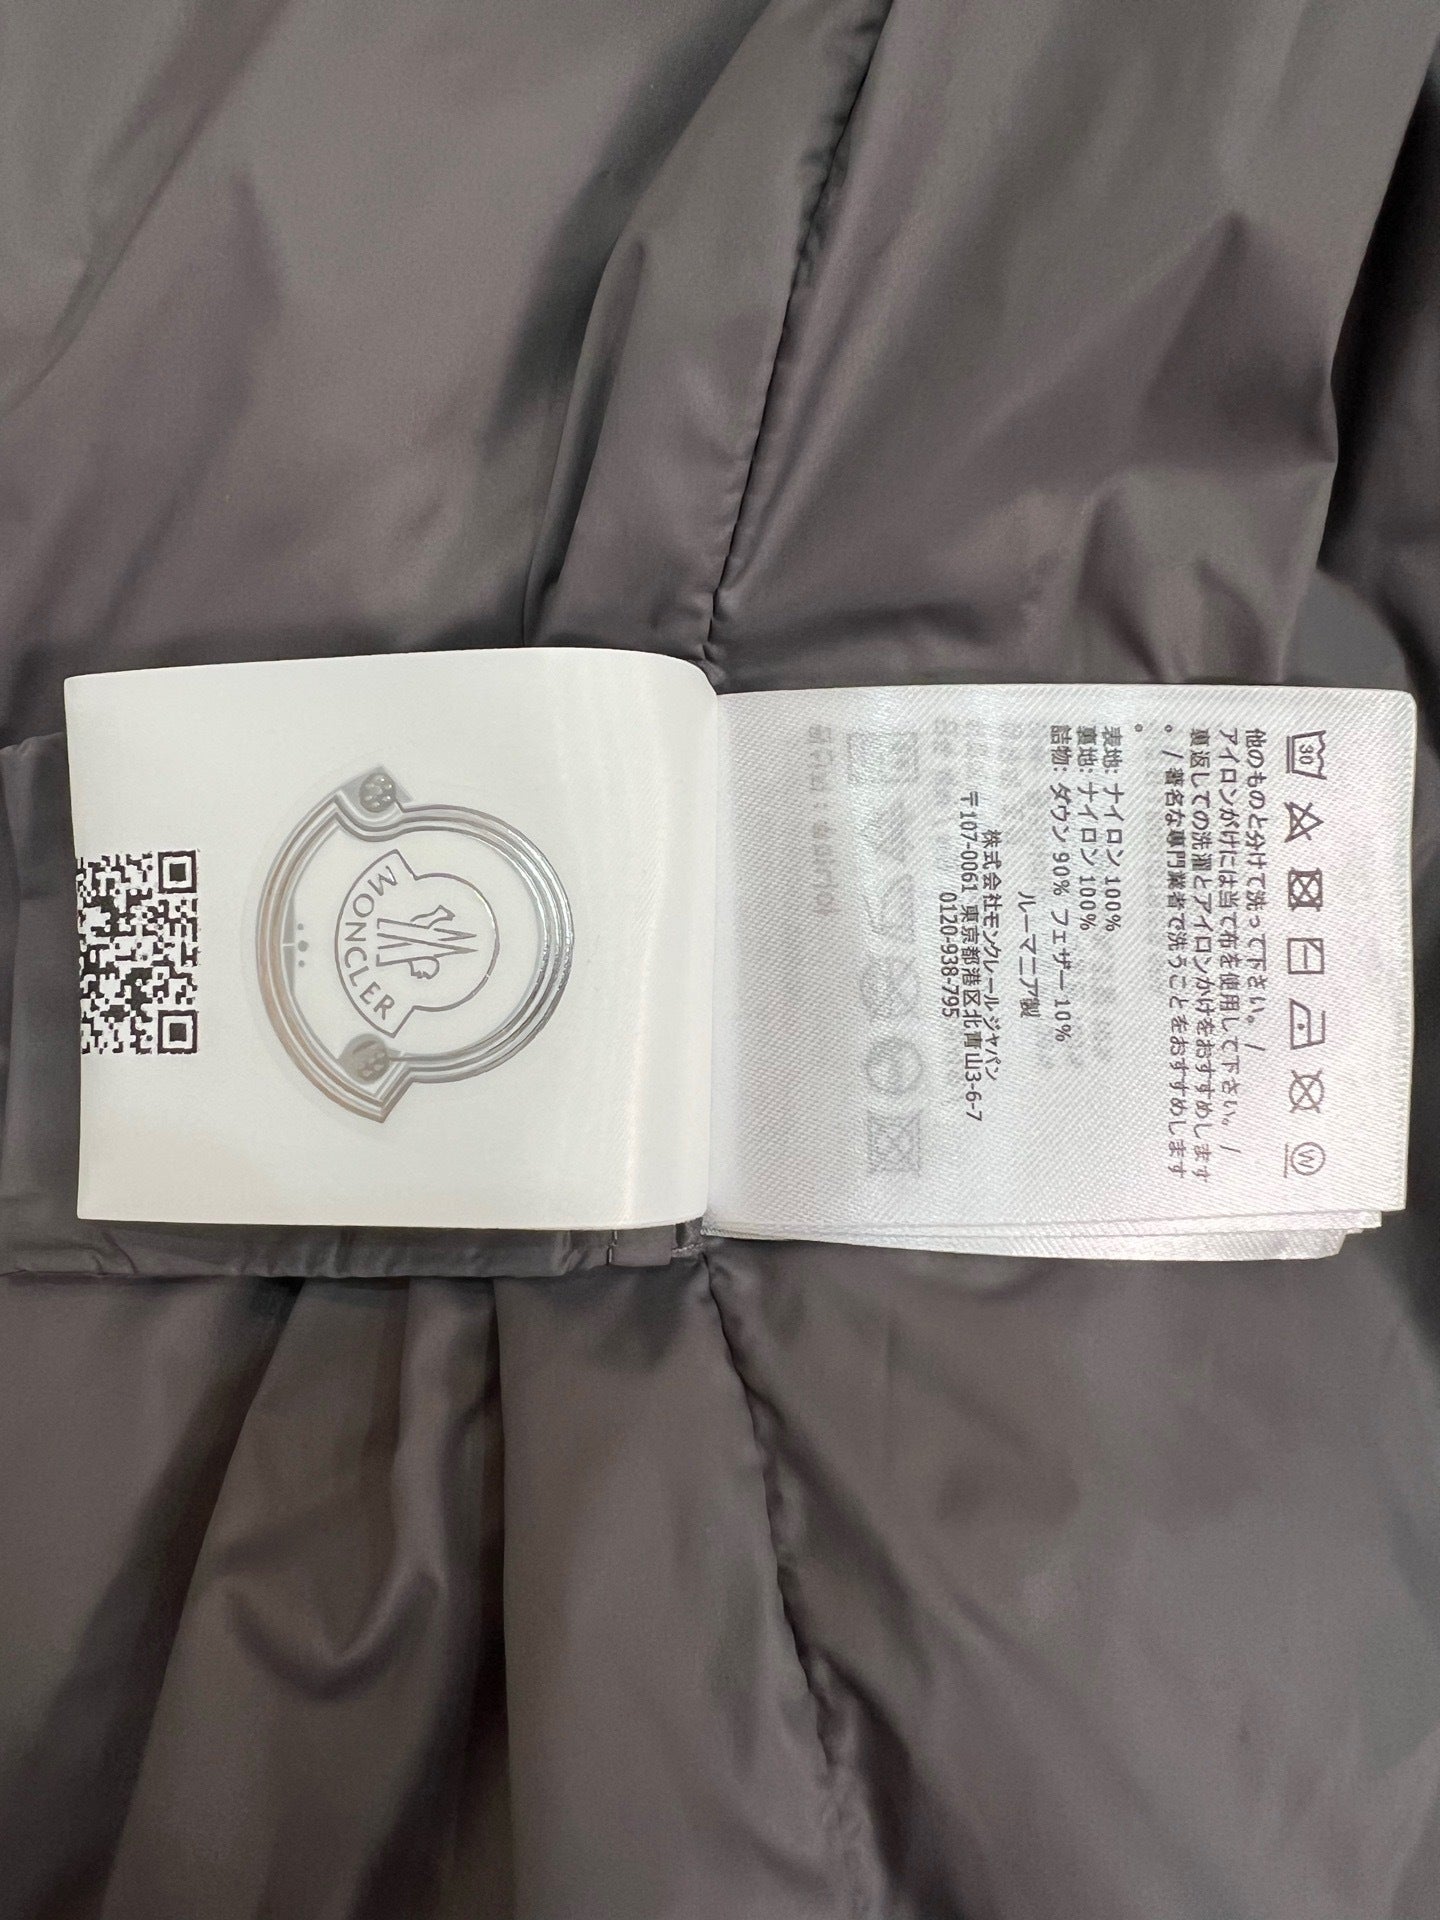 MONCLER
30
W
他のものと分けて洗って下さい。/
アイロンがけには当て布を使用して下さい。/
裏返しての洗濯とアイロンがけをおすすめします
。/ 著名な専門業者で洗うことをおすすめします
。
表地: ナイロン 100%
裏地: ナイロン 100%
詰物: ダウン 90% フェザー 10%
ルーマニア製
株式会社モンクレールジャパン
〒107-0061 東京都港区北青山3-6-7
0120-938-795